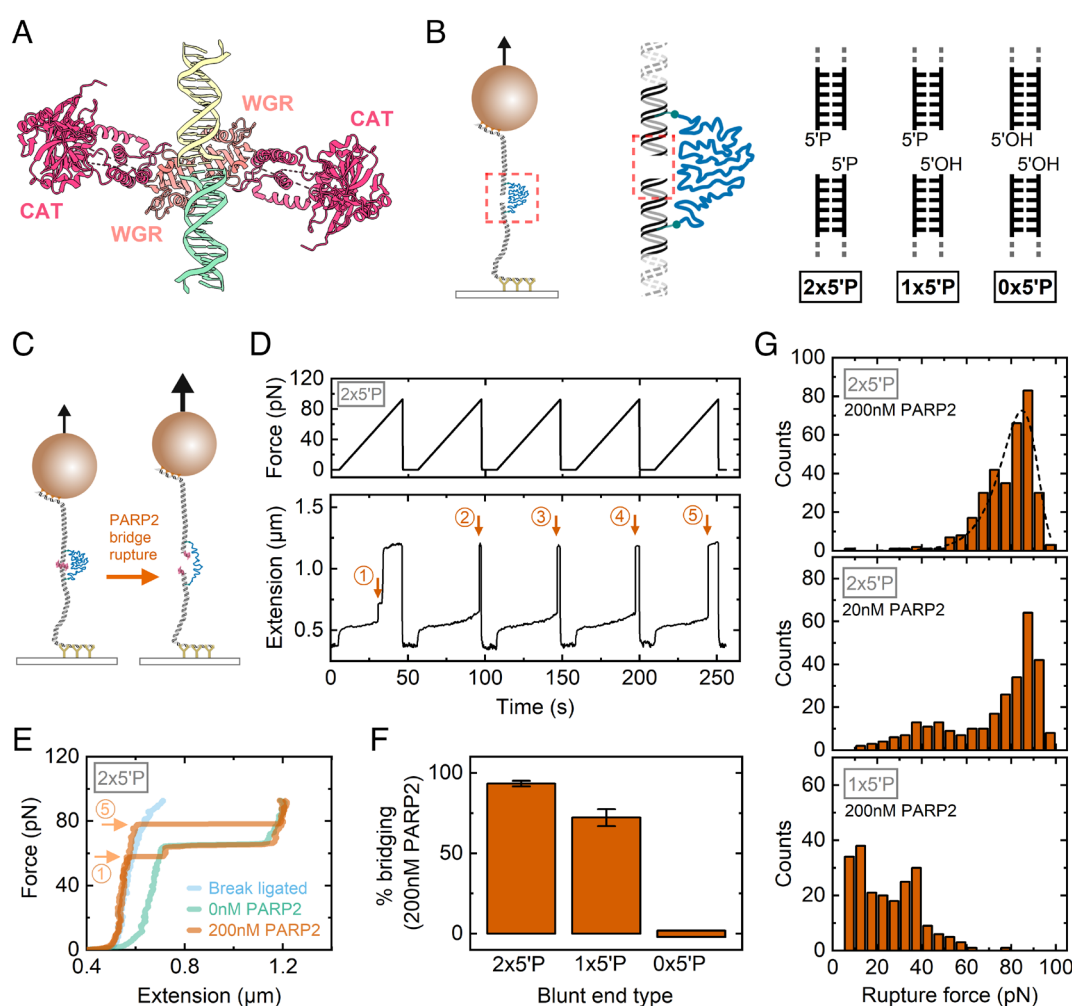 A
WGR
CAT
CAT
WGR
B
5'P
5'P
5'OH
5'P
5'OH
5'OH
2x5'P
1x5'P
0x5'P
C
PARP2
bridge
rupture
D
2x5'P
Force (pN)
120
80
40
0
Extension (µm)
1.5
1.0
0.5
① ② ③ ④ ⑤
0 50 100 150 200 250
Time (s)
E
2x5'P
Force (pN)
120
80
40
0
⑤
①
Break ligated
0nM PARP2
200nM PARP2
0.4 0.8 1.2
Extension (µm)
F
% bridging
(200nM PARP2)
100
75
50
25
0
2x5'P 1x5'P 0x5'P
Blunt end type
G
2x5'P
200nM PARP2
Counts
100
80
60
40
20
0
2x5'P
20nM PARP2
Counts
80
60
40
20
0
1x5'P
200nM PARP2
Counts
60
40
20
0
0 20 40 60 80 100
Rupture force (pN)